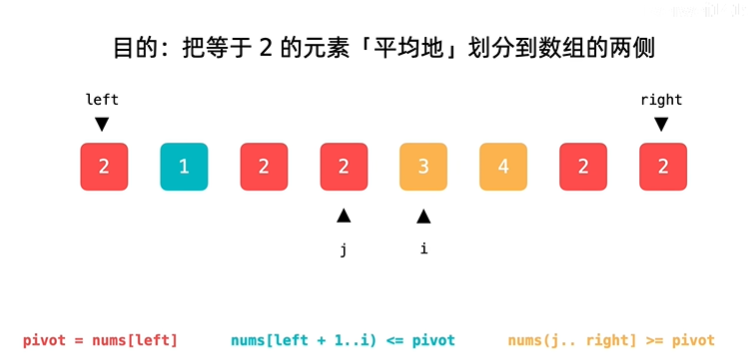 目的：把等于 2 的元素「平均地」划分到数组的两侧
left right
2 1 2 2 3 4 2 2
j i
pivot = nums[left] nums[left + 1..i) <= pivot nums(j.. right] >= pivot